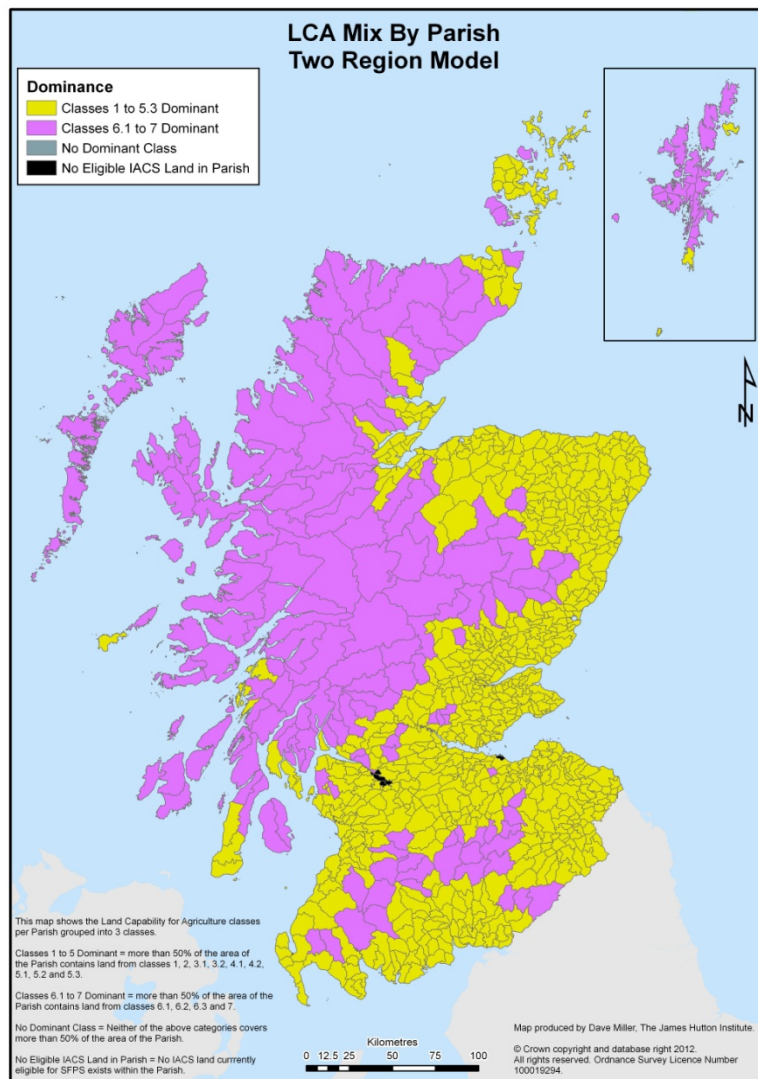 LCA Mix By Parish
Two Region Model
Dominance
Classes 1 to 5.3 Dominant
Classes 6.1 to 7 Dominant
No Dominant Class
No Eligible IACS Land in Parish
N
This map shows the Land Capability for Agriculture classes
per Parish grouped into 3 classes.
Classes 1 to 5 Dominant = more than 50% of the area of
the Parish contains land from classes 1, 2, 3.1, 3.2, 4.1, 4.2,
5.1, 5.2 and 5.3.
Classes 6.1 to 7 Dominant = more than 50% of the area of the
Parish contains land from classes 6.1, 6.2, 6.3 and 7.
No Dominant Class = Neither of the above categories covers
more than 50% of the area of the Parish.
No Eligible IACS Land in Parish = No IACS land currrently
eligible for SFPS exists within the Parish.
Kilometres
0 12.5 25 50 75 100
Map produced by Dave Miller, The James Hutton Institute.
© Crown copyright and database right 2012.
All rights reserved. Ordnance Survey Licence Number
100019294.